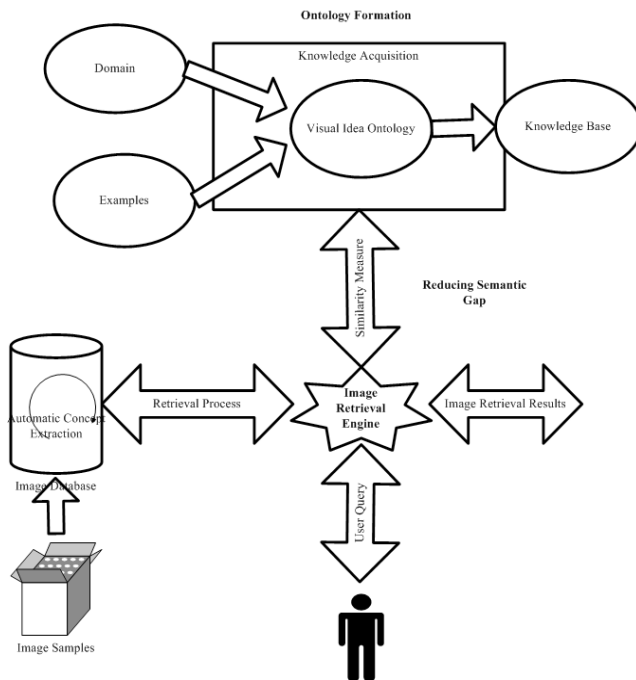 Ontology Formation
Knowledge Acquisition
Domain
Visual Idea Ontology
Knowledge Base
Examples
Similarity Measure
Reducing Semantic
Gap
Automatic Concept
Extraction
Retrieval Process
Image
Retrieval
Engine
Image Retrieval Results
Image Database
User Query
Image Samples